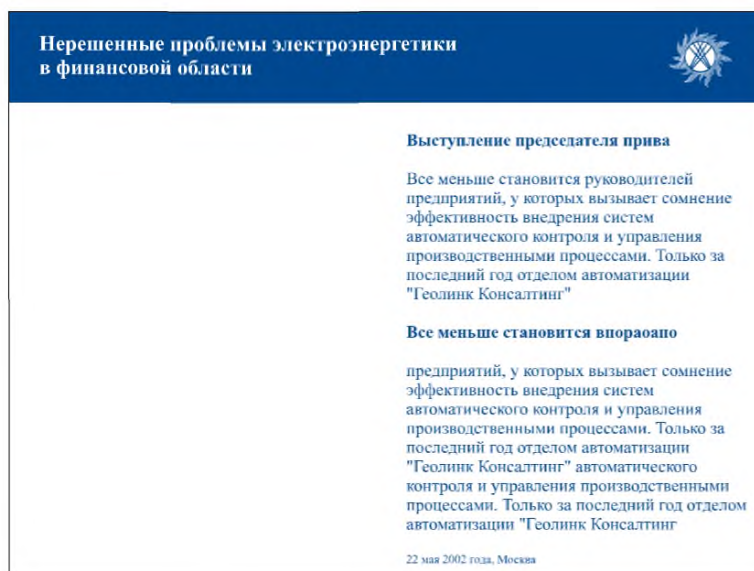 Нерешенные проблемы электроэнергетики
в финансовой области
Выступление председателя прива
Все меньше становится руководителей
предприятий, у которых вызывает сомнение
эффективность внедрения систем
автоматического контроля и управления
производственными процессами. Только за
последний год отделом автоматизации
"Геолинк Консалтинг"
Все меньше становится впораоапо
предприятий, у которых вызывает сомнение
эффективность внедрения систем
автоматического контроля и управления
производственными процессами. Только за
последний год отделом автоматизации
"Геолинк Консалтинг" автоматического
контроля и управления производственными
процессами. Только за последний год отделом
автоматизации "Геолинк Консалтинг
22 мая 2002 года, Москва